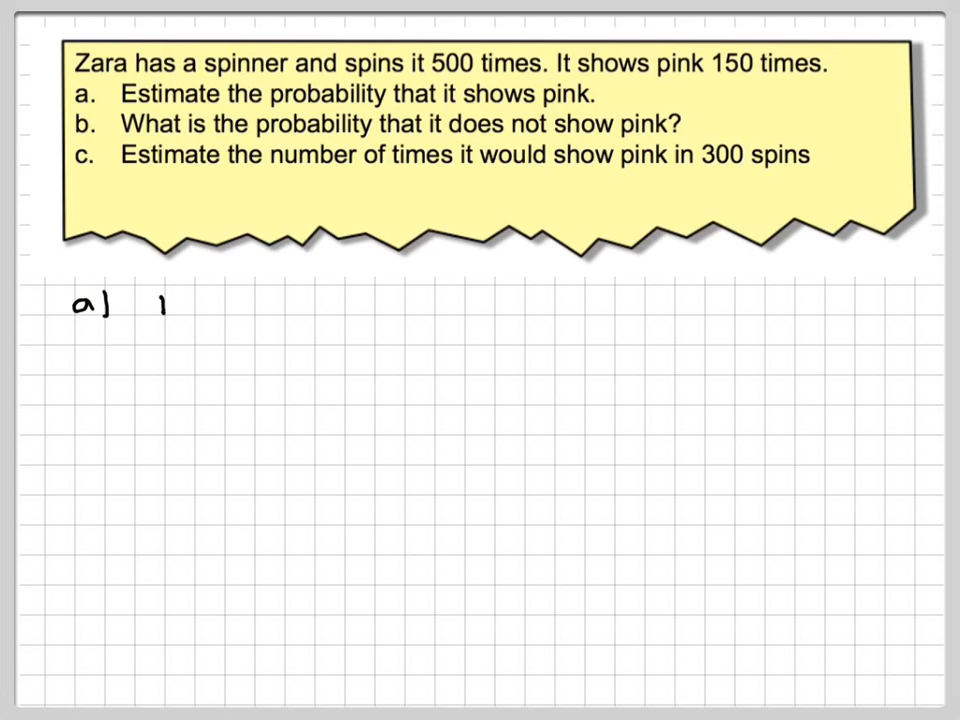 Zara has a spinner and spins it 500 times. It shows pink 150 times.
a. Estimate the probability that it shows pink.
b. What is the probability that it does not show pink?
c. Estimate the number of times it would show pink in 300 spins
a) 1